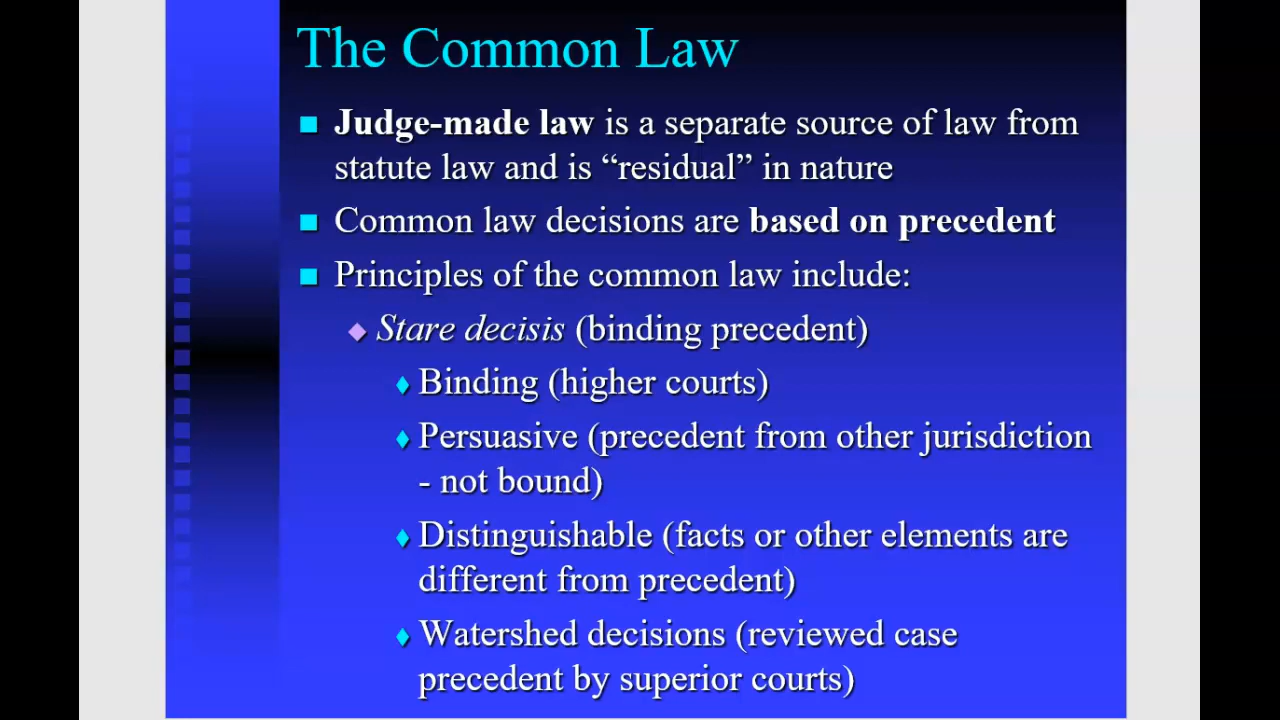 The Common Law
Judge-made law is a separate source of law from
statute law and is “residual” in nature
Common law decisions are based on precedent
Principles of the common law include:
Stare decisis (binding precedent)
Binding (higher courts)
Persuasive (precedent from other jurisdiction
- not bound)
Distinguishable (facts or other elements are
different from precedent)
Watershed decisions (reviewed case
precedent by superior courts)